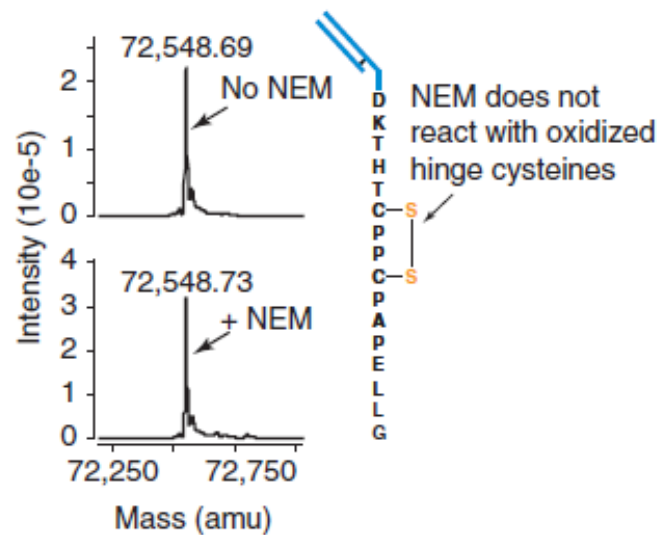 72,548.69
No NEM
2
1
0
Intensity (10e-5)
4
72,548.73
+ NEM
3
2
1
0
72,250 72,750
Mass (amu)
NEM does not
react with oxidized
hinge cysteines
D
K
T
H
T
C–S
P
P
C–S
P
A
P
E
L
L
G